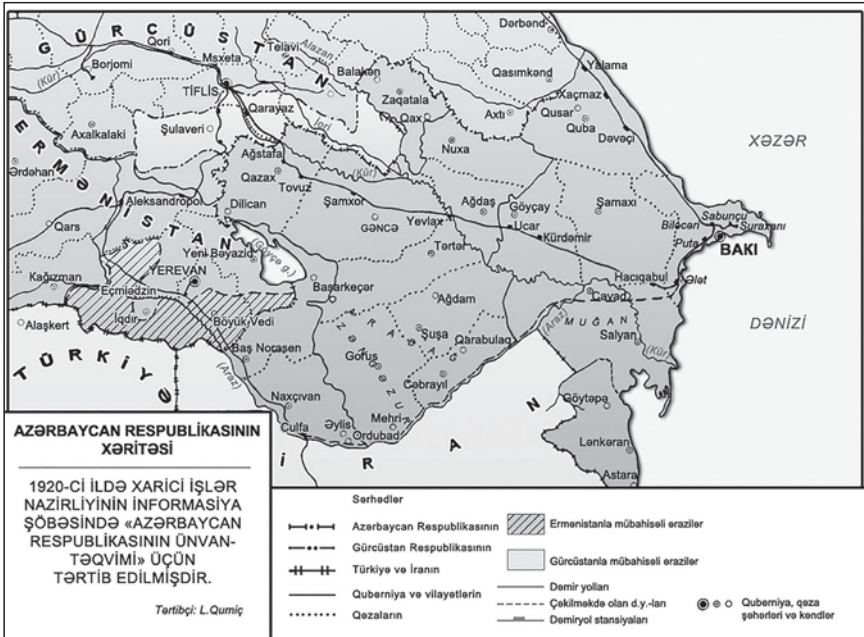 GÜRCÜSTAN
Dərbənd
Qori
Msxeta
Telavi
Alazan
Borjomi
(Kür)
Balakən
Qasımkənd
Yalama
TİFLİS
Zaqatala
Xaçmaz
Qarayaz
İori
Qax
Axtı
Qusar
Quba
Axalkalaki
Şulaveri
Nuxa
Dəvəçi
XƏZƏR
ERMƏNİSTAN
Ağstafa
(Kür)
Ərdəhan
Qazax
Tovuz
Aleksandropol
Dilican
Şamxor
Ağdaş
Şamaxı
Qars
GƏNCƏ
Yevlax
Göyçay
Sabunçu
Ucar
Biləcəri
Suraxanı
Yeni Bəyazid
(Göyçə g.)
Tərtər
Kürdəmir
Puta
BAKI
Kağızman
YEREVAN
Eçmiədzin
Basarkeçər
Hacıqabul
Ələt
Ağdam
Cavad
İqdır
Böyük Vedi
Alaşkert
ZƏNGƏZUR
QARABAĞ
Şuşa
(Araz)
MUĞAN
DƏNİZİ
Qarabulaq
Salyan
Baş Noraşen
Gorus
(Kür)
TÜRKİYƏ
(Araz)
Cəbrayıl
Naxçıvan
Göytəpə
Mehri
Culfa
Əylis
Ordubad
Lənkəran
İRAN
Astara
AZƏRBAYCAN RESPUBLİKASININ
XƏRİTƏSİ
1920-Cİ İLDƏ XARİCİ İŞLƏR
NAZİRLİYİNİN İNFORMASİYA
ŞÖBƏSİNDƏ «AZƏRBAYCAN
RESPUBLİKASININ ÜNVAN-
TƏQVİMİ» ÜÇÜN
TƏRTİB EDİLMİŞDİR.
Tərtibçi: L.Qumiç
Sərhədlər
Azərbaycan Respublikasının
Gürcüstan Respublikasının
Türkiyə və İranın
Quberniya və vilayətlərin
Qəzaların
Ermənistanla mübahisəli ərazilər
Gürcüstanla mübahisəli ərazilər
Dəmir yolları
Çəkilməkdə olan d.y.-ları
Dəmiryol stansiyaları
Quberniya, qəza
şəhərləri və kəndlər